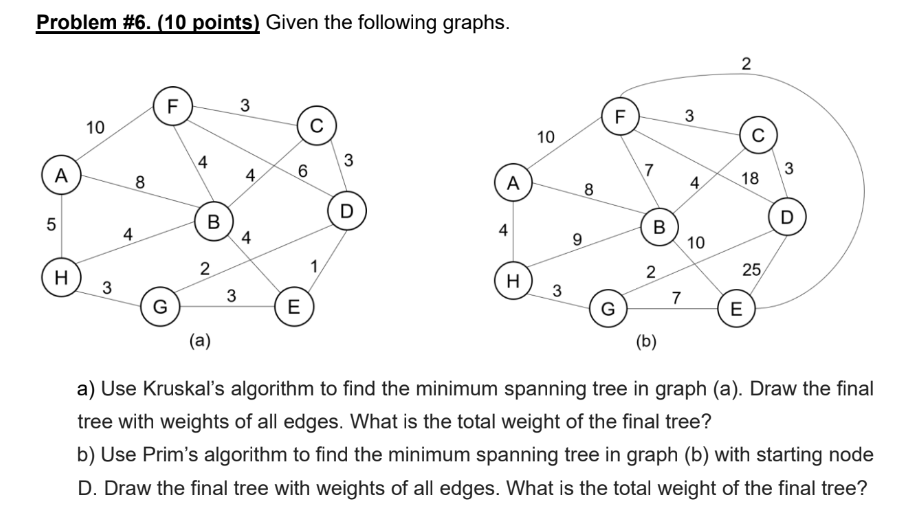 Problem #6. (10 points) Given the following graphs.
2
F 3 C
10
A 8 4 4 6 3
B D
5 4 4
H 3 2 1
G 3 E
(a)
F 3 C
10
A 8 7 4 18 3
B D
4 9 10
H 3 2 25
G 7 E
(b)
a) Use Kruskal's algorithm to find the minimum spanning tree in graph (a). Draw the final
tree with weights of all edges. What is the total weight of the final tree?
b) Use Prim's algorithm to find the minimum spanning tree in graph (b) with starting node
D. Draw the final tree with weights of all edges. What is the total weight of the final tree?